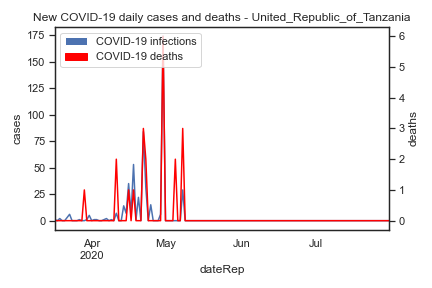 New COVID-19 daily cases and deaths - United_Republic_of_Tanzania
COVID-19 infections
COVID-19 deaths
175
150
125
100
75
50
25
0
cases
6
5
4
3
2
1
0
deaths
Apr
2020
May
Jun
Jul
dateRep